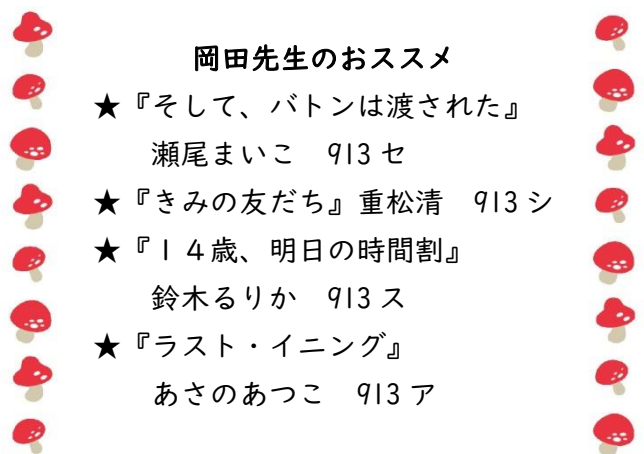 岡田先生のおススメ
★『そして、バトンは渡された』
瀬尾まいこ　913セ
★『きみの友だち』重松清　913シ
★『１４歳、明日の時間割』
鈴木るりか　913ス
★『ラスト・イニング』
あさのあつこ　913ア